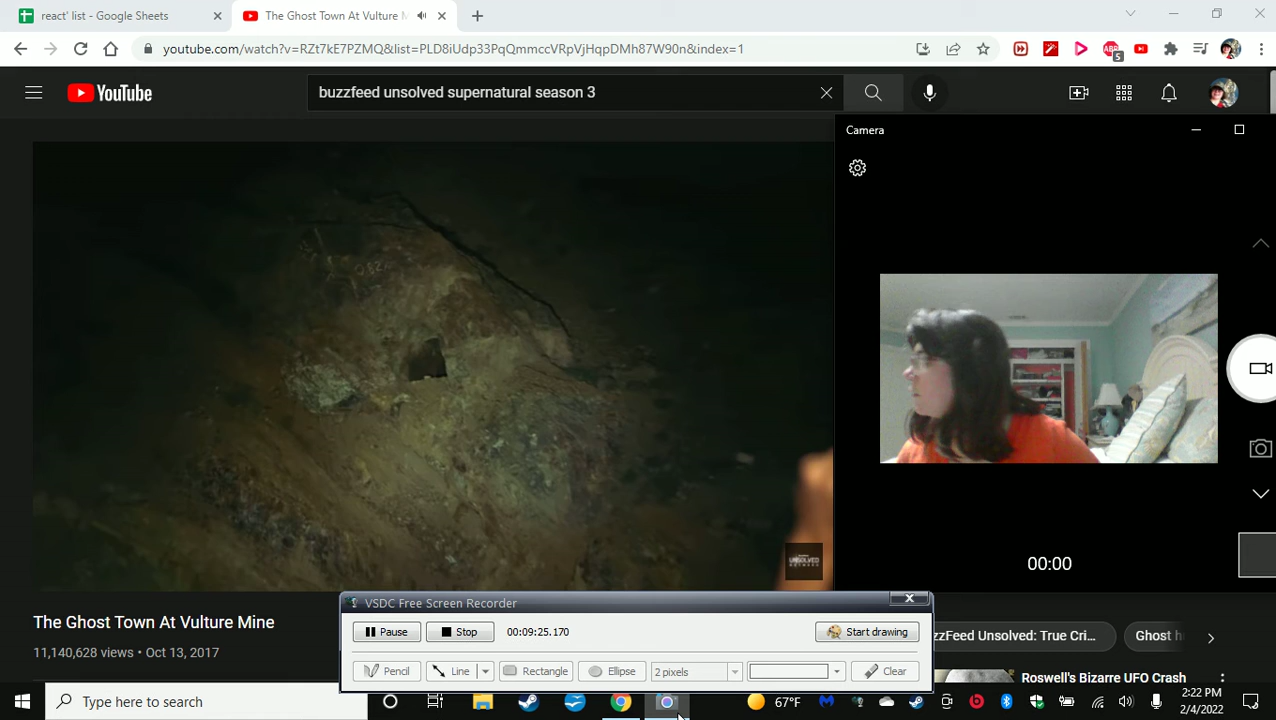 react' list - Google Sheets
The Ghost Town At Vulture M
youtube.com/watch?v=RZt7kE7PZMQ&list=PLD8iUdp33PqQmmccVRpVjHqpDMh87W90n&index=1
5
YouTube
buzzfeed unsolved supernatural season 3
Camera
UNSOLVED
NETWORK
00:00
VSDC Free Screen Recorder
The Ghost Town At Vulture Mine
Pause
Stop
00:09:25.170
Start drawing
zzFeed Unsolved: True Cri...
Ghost h
11,140,628 views • Oct 13, 2017
Pencil
Line
Rectangle
Ellipse
2 pixels
Clear
Roswell's Bizarre UFO Crash
Type here to search
67°F
2:22 PM
2/4/2022